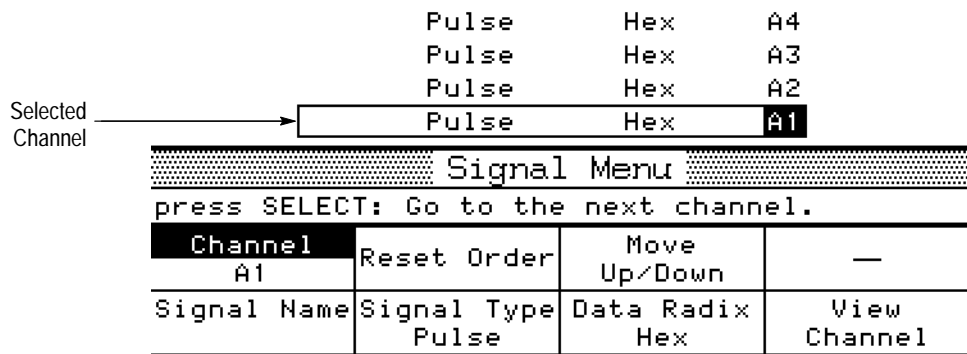 Pulse Hex A4
Pulse Hex A3
Pulse Hex A2
Selected Channel
Pulse Hex A1
Signal Menu
press SELECT: Go to the next channel.
Channel A1
Reset Order
Move Up/Down
—
Signal Name
Signal Type Pulse
Data Radix Hex
View Channel